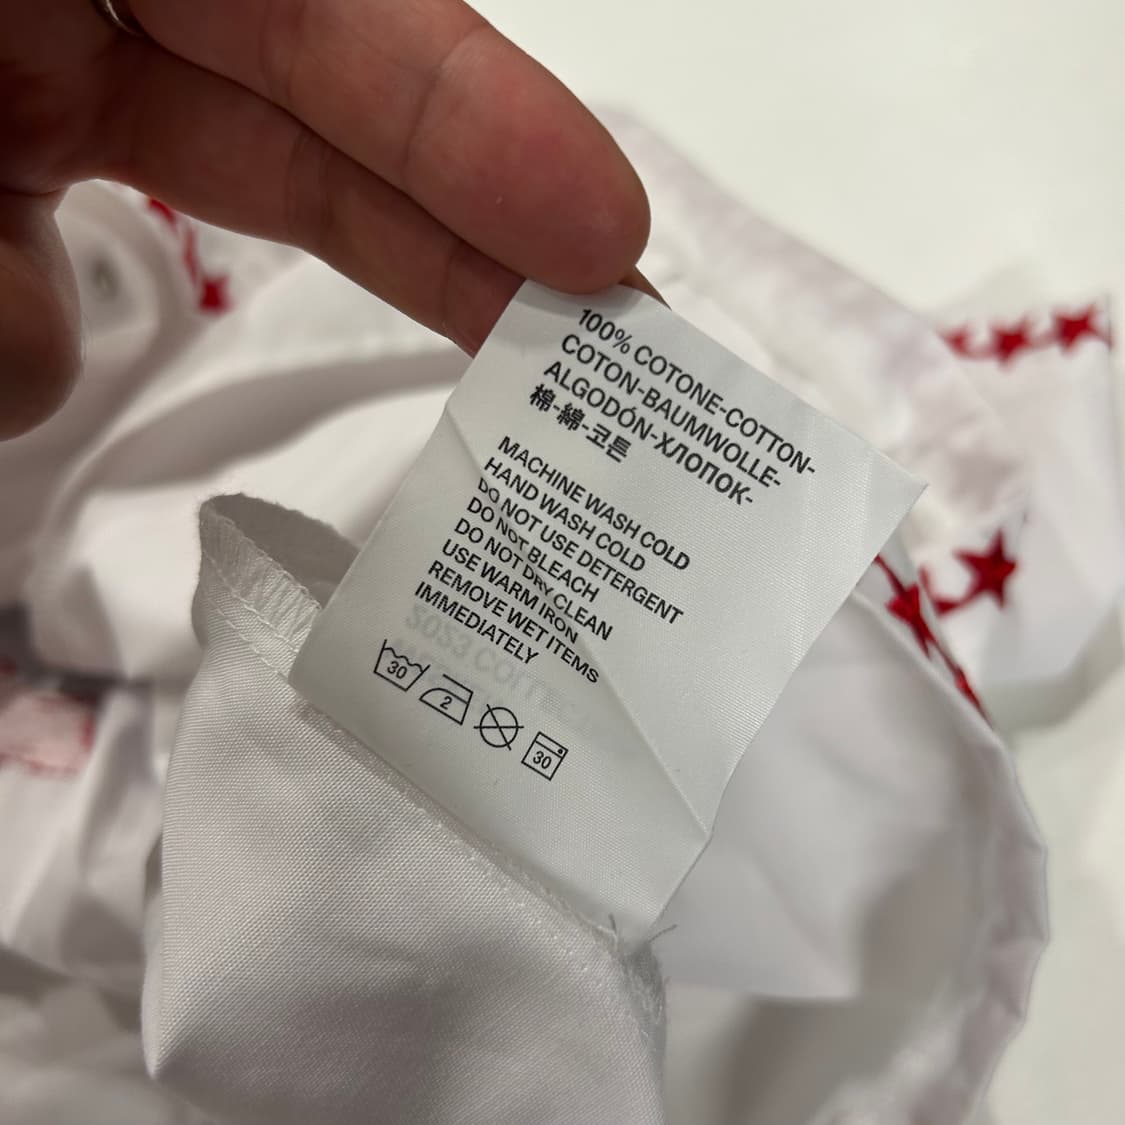 100% COTONE-COTTON-
COTON-BAUMWOLLE-
ALGODÓN-ХЛОПОК-
棉-綿-코튼
MACHINE WASH COLD
HAND WASH COLD
DO NOT USE DETERGENT
DO NOT BLEACH
DO NOT DRY CLEAN
USE WARM IRON
REMOVE WET ITEMS
IMMEDIATELY
30
2
30